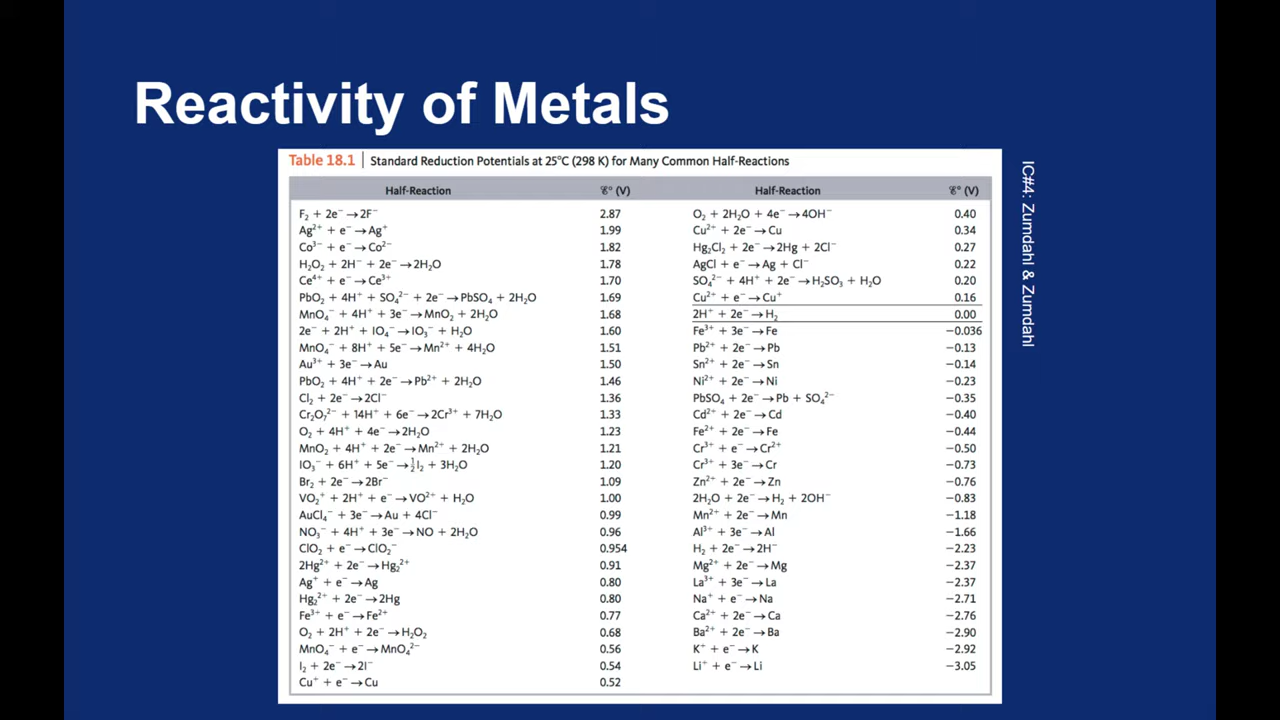 Reactivity of Metals
Table 18.1 | Standard Reduction Potentials at 25°C (298 K) for Many Common Half-Reactions
Half-Reaction ℰ° (V) Half-Reaction ℰ° (V)
F₂ + 2e⁻ → 2F⁻ 2.87 O₂ + 2H₂O + 4e⁻ → 4OH⁻ 0.40
Ag²⁺ + e⁻ → Ag⁺ 1.99 Cu²⁺ + 2e⁻ → Cu 0.34
Co³⁻ + e⁻ → Co²⁻ 1.82 Hg₂Cl₂ + 2e⁻ → 2Hg + 2Cl⁻ 0.27
H₂O₂ + 2H⁻ + 2e⁻ → 2H₂O 1.78 AgCl + e⁻ → Ag + Cl⁻ 0.22
Ce⁴⁺ + e⁻ → Ce³⁺ 1.70 SO₄²⁻ + 4H⁺ + 2e⁻ → H₂SO₃ + H₂O 0.20
PbO₂ + 4H⁺ + SO₄²⁻ + 2e⁻ → PbSO₄ + 2H₂O 1.69 Cu²⁺ + e⁻ → Cu⁺ 0.16
MnO₄⁻ + 4H⁺ + 3e⁻ → MnO₂ + 2H₂O 1.68 2H⁺ + 2e⁻ → H₂ 0.00
2e⁻ + 2H⁺ + IO₄⁻ → IO₃⁻ + H₂O 1.60 Fe³⁺ + 3e⁻ → Fe −0.036
MnO₄⁻ + 8H⁺ + 5e⁻ → Mn²⁺ + 4H₂O 1.51 Pb²⁺ + 2e⁻ → Pb −0.13
Au³⁺ + 3e⁻ → Au 1.50 Sn²⁺ + 2e⁻ → Sn −0.14
PbO₂ + 4H⁺ + 2e⁻ → Pb²⁺ + 2H₂O 1.46 Ni²⁺ + 2e⁻ → Ni −0.23
Cl₂ + 2e⁻ → 2Cl⁻ 1.36 PbSO₄ + 2e⁻ → Pb + SO₄²⁻ −0.35
Cr₂O₇²⁻ + 14H⁺ + 6e⁻ → 2Cr³⁺ + 7H₂O 1.33 Cd²⁺ + 2e⁻ → Cd −0.40
O₂ + 4H⁺ + 4e⁻ → 2H₂O 1.23 Fe²⁺ + 2e⁻ → Fe −0.44
MnO₂ + 4H⁺ + 2e⁻ → Mn²⁺ + 2H₂O 1.21 Cr³⁺ + e⁻ → Cr²⁺ −0.50
IO₃⁻ + 6H⁺ + 5e⁻ → ½I₂ + 3H₂O 1.20 Cr³⁺ + 3e⁻ → Cr −0.73
Br₂ + 2e⁻ → 2Br⁻ 1.09 Zn²⁺ + 2e⁻ → Zn −0.76
VO₂⁺ + 2H⁺ + e⁻ → VO²⁺ + H₂O 1.00 2H₂O + 2e⁻ → H₂ + 2OH⁻ −0.83
AuCl₄⁻ + 3e⁻ → Au + 4Cl⁻ 0.99 Mn²⁺ + 2e⁻ → Mn −1.18
NO₃⁻ + 4H⁺ + 3e⁻ → NO + 2H₂O 0.96 Al³⁺ + 3e⁻ → Al −1.66
ClO₂ + e⁻ → ClO₂⁻ 0.954 H₂ + 2e⁻ → 2H⁻ −2.23
2Hg²⁺ + 2e⁻ → Hg₂²⁺ 0.91 Mg²⁺ + 2e⁻ → Mg −2.37
Ag⁺ + e⁻ → Ag 0.80 La³⁺ + 3e⁻ → La −2.37
Hg₂²⁺ + 2e⁻ → 2Hg 0.80 Na⁺ + e⁻ → Na −2.71
Fe³⁺ + e⁻ → Fe²⁺ 0.77 Ca²⁺ + 2e⁻ → Ca −2.76
O₂ + 2H⁺ + 2e⁻ → H₂O₂ 0.68 Ba²⁺ + 2e⁻ → Ba −2.90
MnO₄⁻ + e⁻ → MnO₄²⁻ 0.56 K⁺ + e⁻ → K −2.92
I₂ + 2e⁻ → 2I⁻ 0.54 Li⁺ + e⁻ → Li −3.05
Cu⁺ + e⁻ → Cu 0.52
IC#4: Zumdahl & Zumdahl